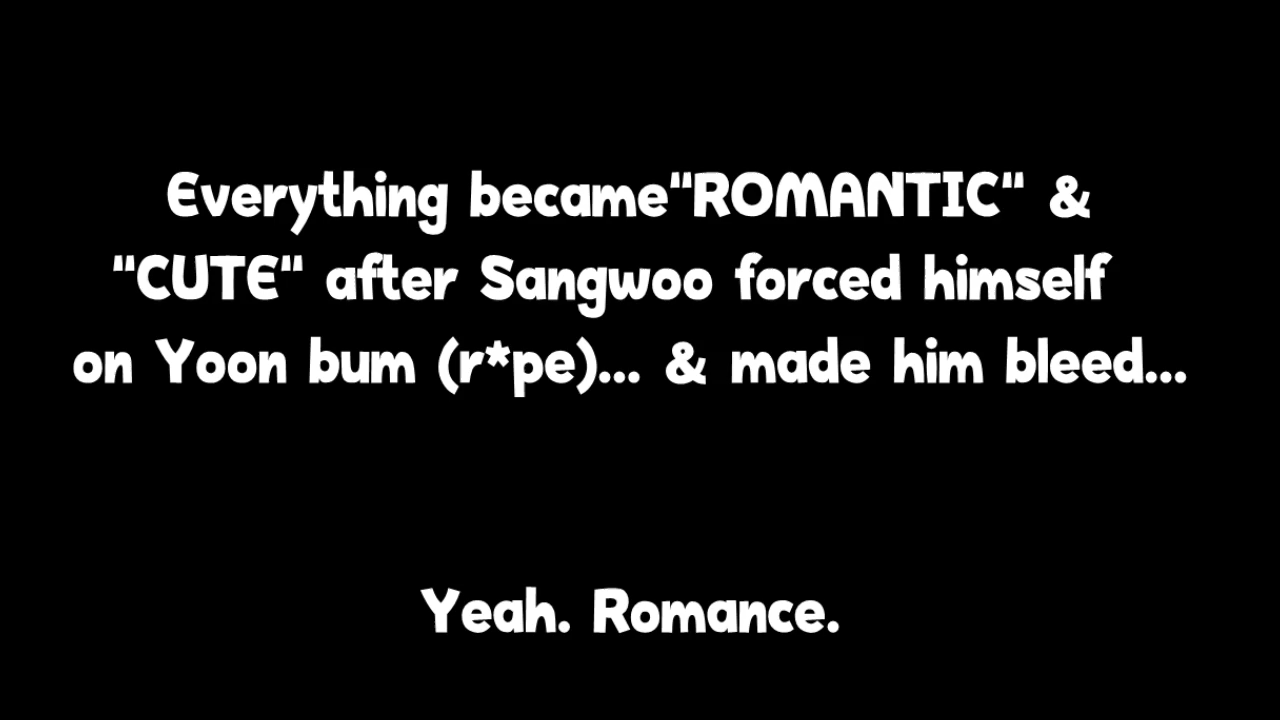 Everything became"ROMANTIC" &
"CUTE" after Sangwoo forced himself
on Yoon bum (r*pe)... & made him bleed...
Yeah. Romance.